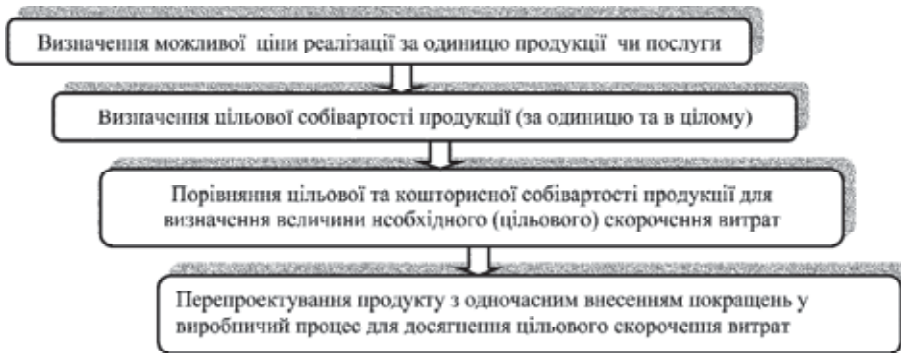 Визначення можливої ціни реалізації за одиницю продукції чи послуги
Визначення цільової собівартості продукції (за одиницю та в цілому)
Порівняння цільової та кошторисної собівартості продукції для
визначення величини необхідного (цільового) скорочення витрат
Перепроектування продукту з одночасним внесенням покращень у
виробничий процес для досягнення цільового скорочення витрат